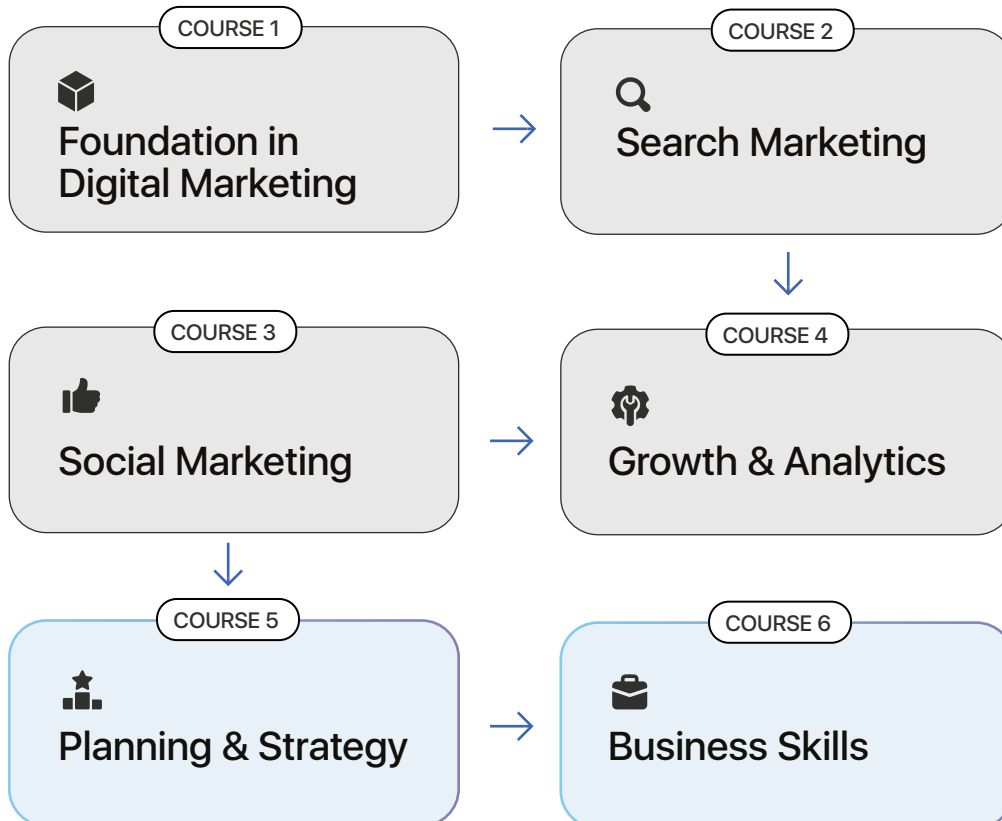 COURSE 1
Foundation in
Digital Marketing
COURSE 2
Search Marketing
COURSE 3
Social Marketing
COURSE 4
Growth & Analytics
COURSE 5
Planning & Strategy
COURSE 6
Business Skills